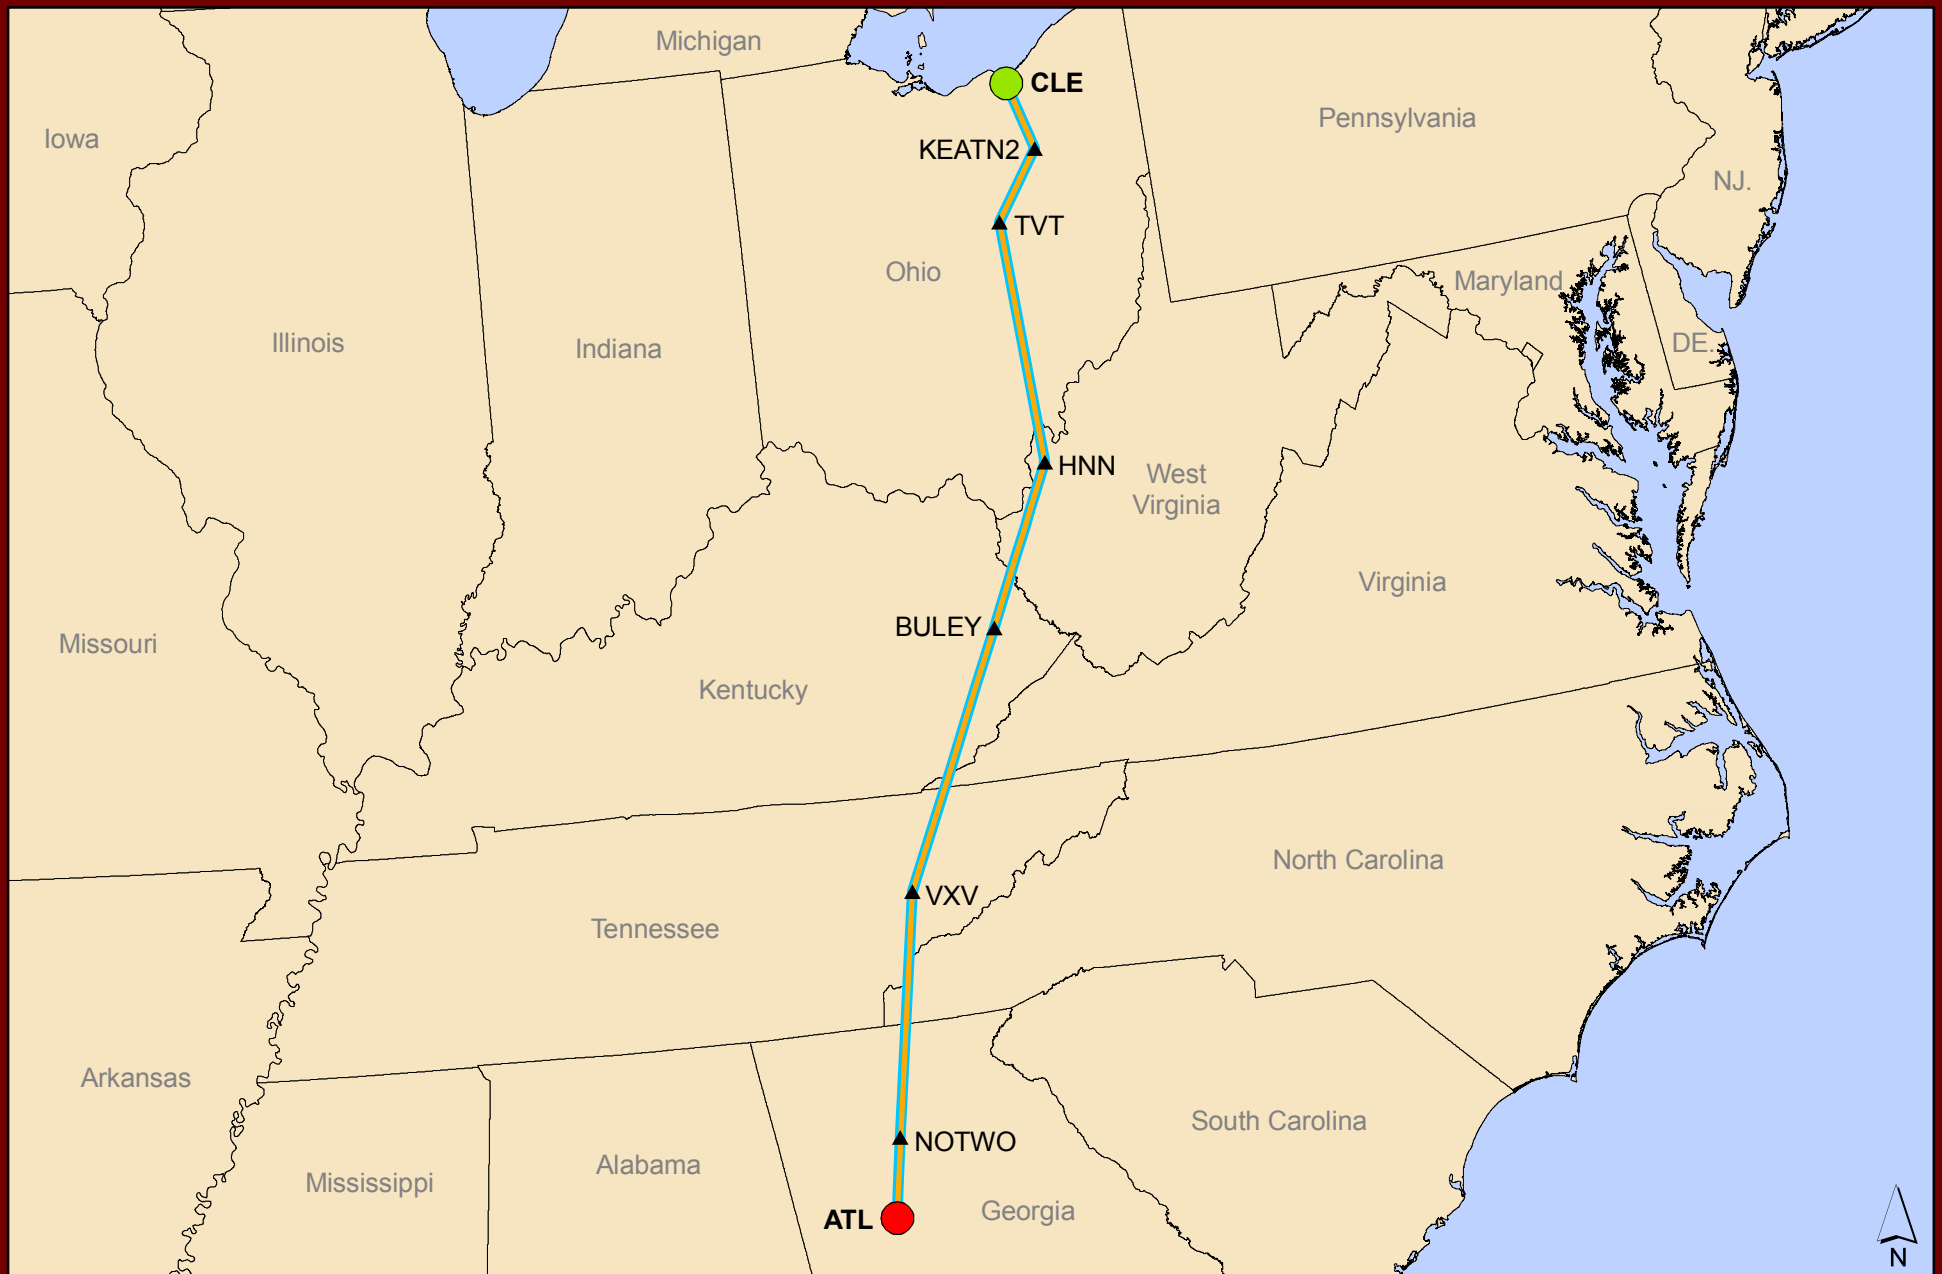 Michigan
CLE
Pennsylvania
Iowa
KEATN2
NJ.
TVT
Ohio
Maryland
Illinois
Indiana
DE.
HNN
West
Virginia
Virginia
BULEY
Missouri
Kentucky
North Carolina
VXV
Tennessee
Arkansas
South Carolina
NOTWO
Alabama
Mississippi
Georgia
ATL
N